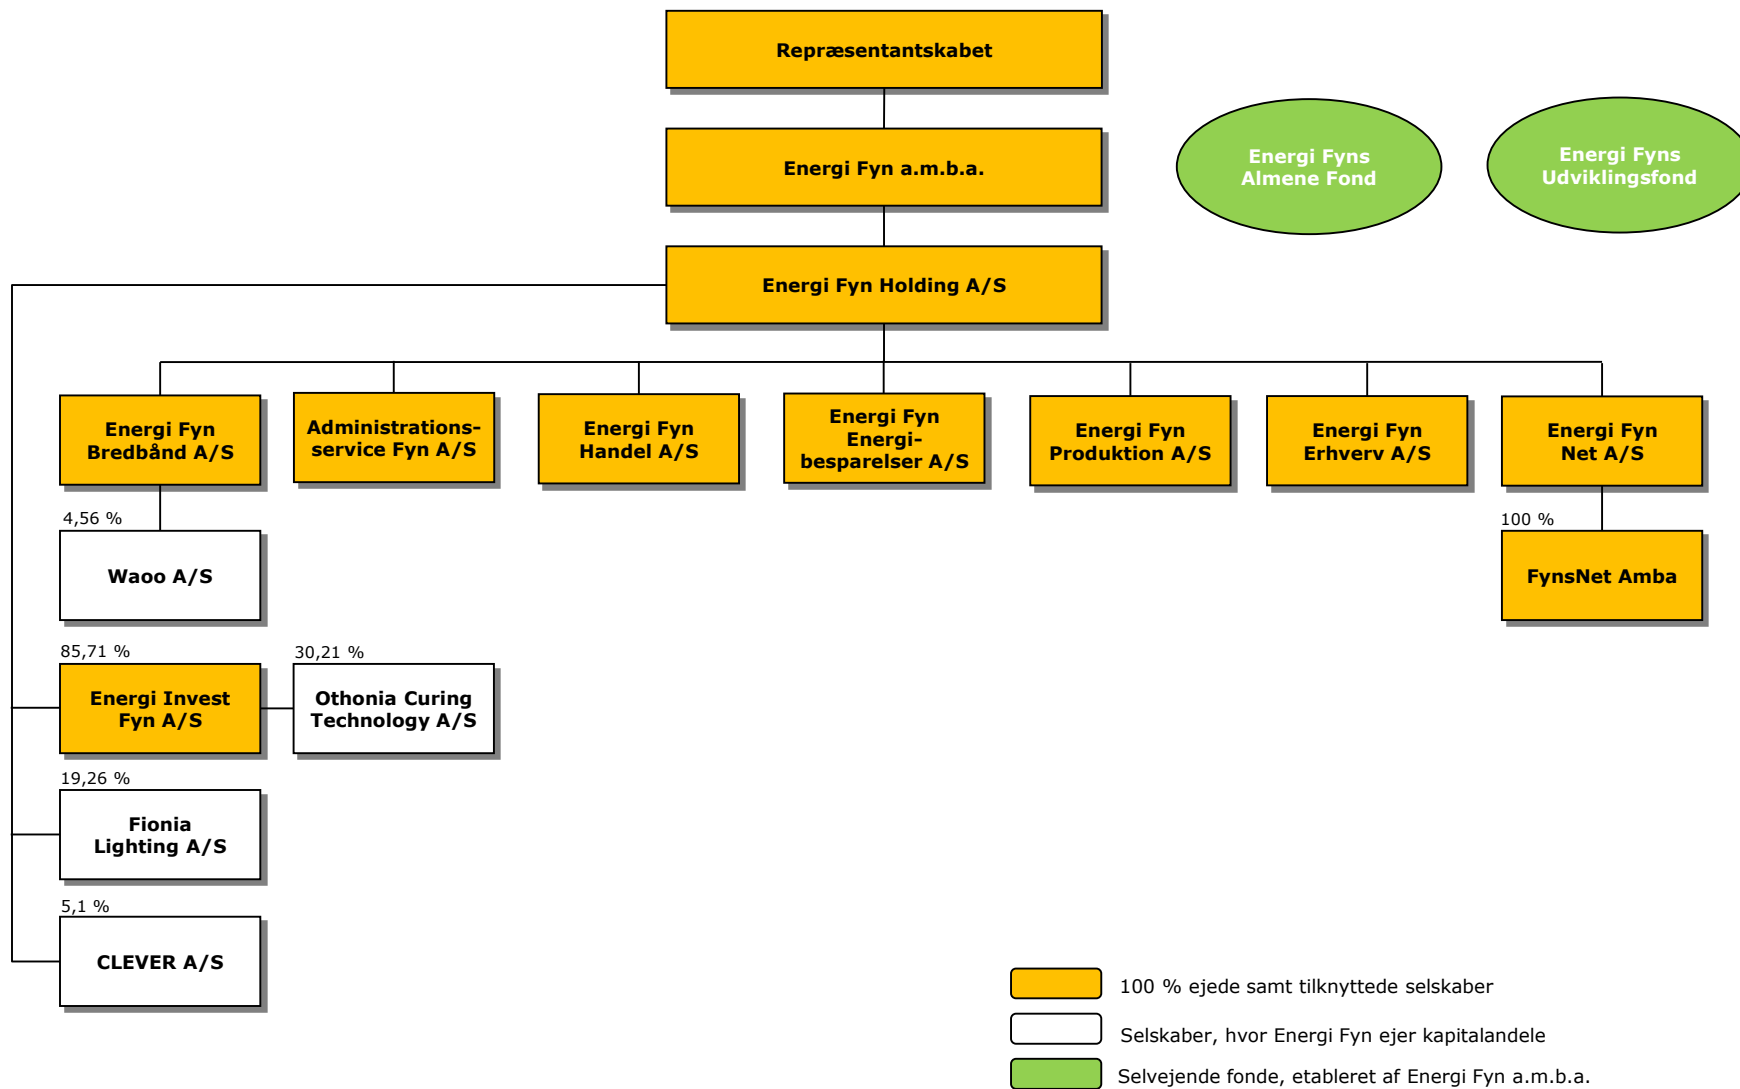 Repræsentantskabet
Energi Fyn a.m.b.a.
Energi Fyns
Almene Fond
Energi Fyns
Udviklingsfond
Energi Fyn Holding A/S
Energi Fyn
Bredbånd A/S
Administrations-
service Fyn A/S
Energi Fyn
Handel A/S
Energi Fyn
Energi-
besparelser A/S
Energi Fyn
Produktion A/S
Energi Fyn
Erhverv A/S
Energi Fyn
Net A/S
4,56 %
Waoo A/S
100 %
FynsNet Amba
85,71 %
Energi Invest
Fyn A/S
30,21 %
Othonia Curing
Technology A/S
19,26 %
Fionia
Lighting A/S
5,1 %
CLEVER A/S
100 % ejede samt tilknyttede selskaber
Selskaber, hvor Energi Fyn ejer kapitalandele
Selvejende fonde, etableret af Energi Fyn a.m.b.a.